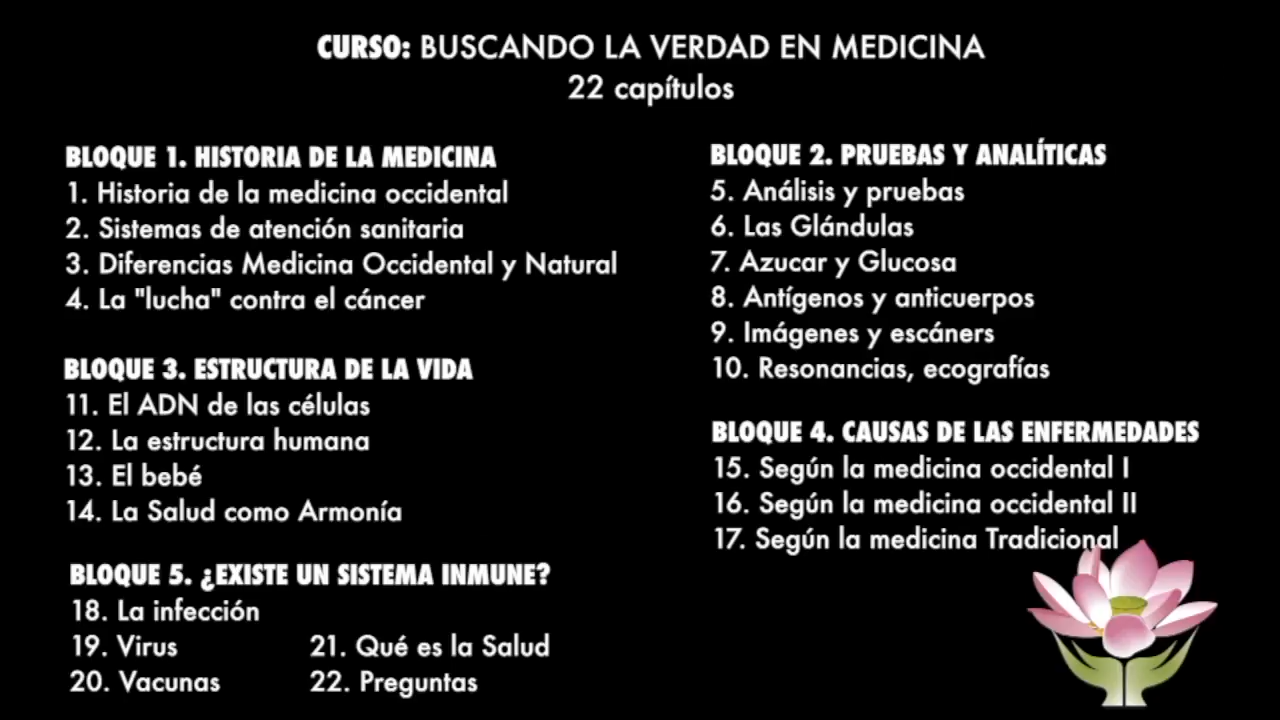 CURSO: BUSCANDO LA VERDAD EN MEDICINA
22 capítulos
BLOQUE 1. HISTORIA DE LA MEDICINA
1. Historia de la medicina occidental
2. Sistemas de atención sanitaria
3. Diferencias Medicina Occidental y Natural
4. La "lucha" contra el cáncer
BLOQUE 2. PRUEBAS Y ANALÍTICAS
5. Análisis y pruebas
6. Las Glándulas
7. Azucar y Glucosa
8. Antígenos y anticuerpos
9. Imágenes y escáners
10. Resonancias, ecografías
BLOQUE 3. ESTRUCTURA DE LA VIDA
11. El ADN de las células
12. La estructura humana
13. El bebé
14. La Salud como Armonía
BLOQUE 4. CAUSAS DE LAS ENFERMEDADES
15. Según la medicina occidental I
16. Según la medicina occidental II
17. Según la medicina Tradicional
BLOQUE 5. ¿EXISTE UN SISTEMA INMUNE?
18. La infección
19. Virus
20. Vacunas
21. Qué es la Salud
22. Preguntas